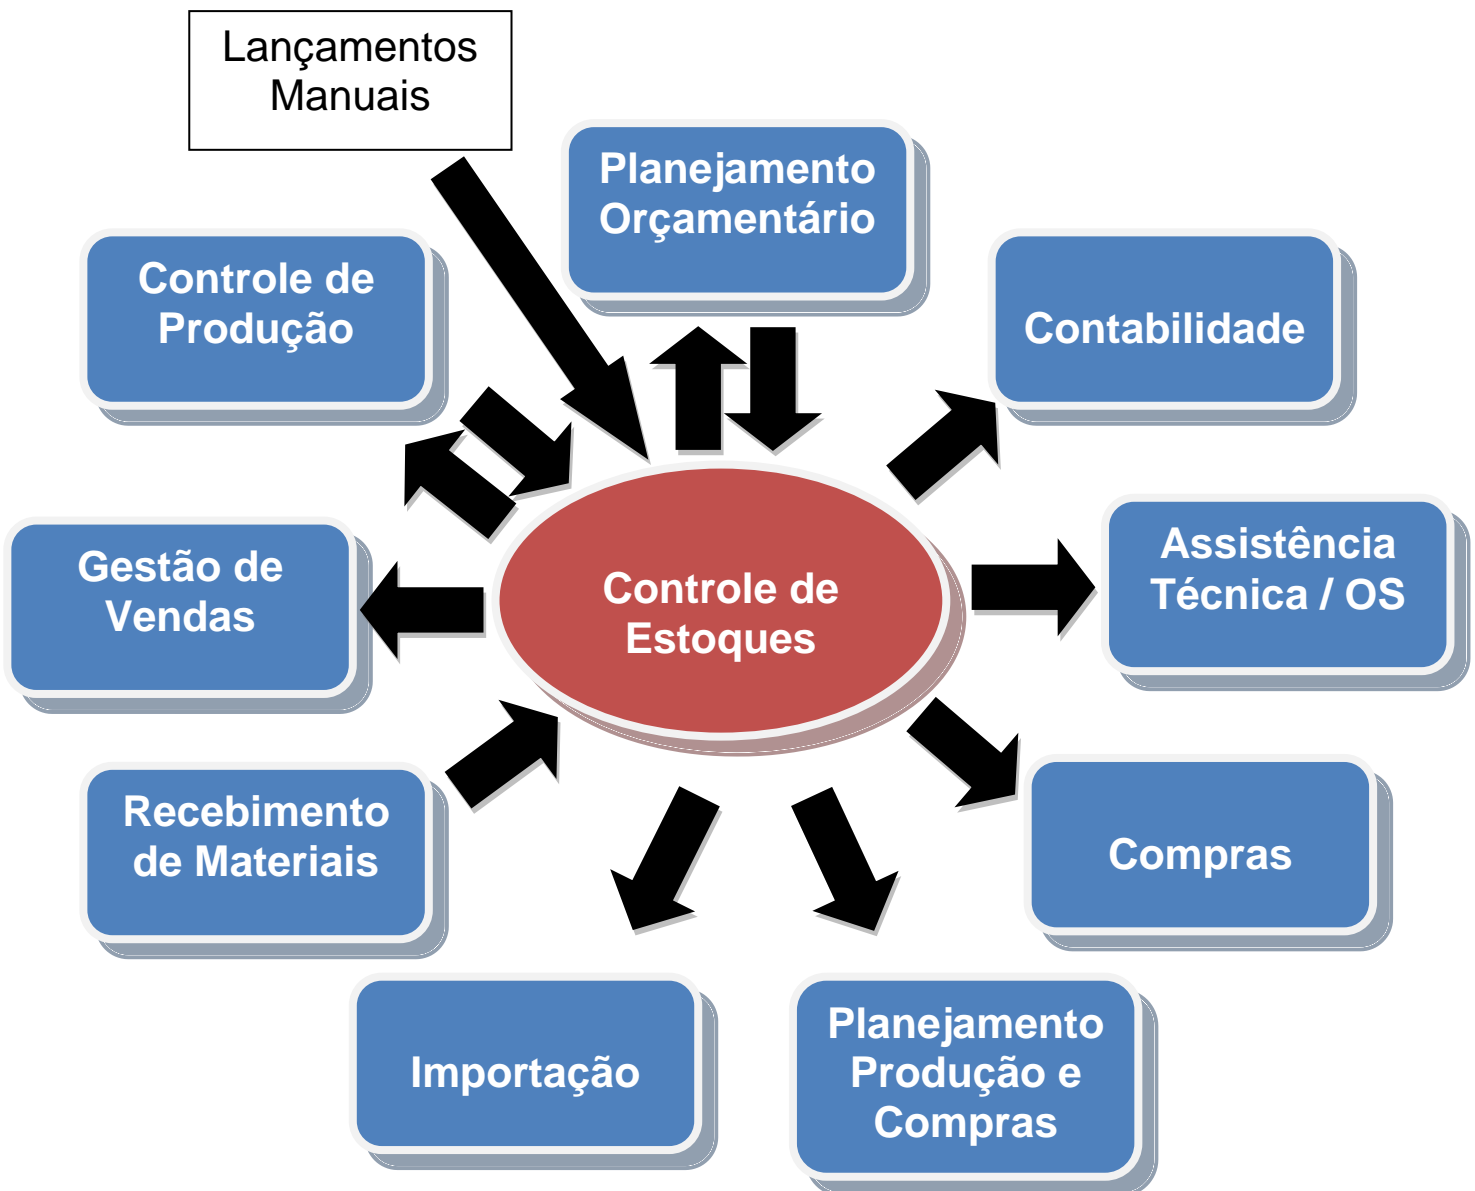 Lançamentos
Manuais
Planejamento
Orçamentário
Controle de
Produção
Contabilidade
Gestão de
Vendas
Controle de
Estoques
Assistência
Técnica / OS
Recebimento
de Materiais
Compras
Importação
Planejamento
Produção e
Compras